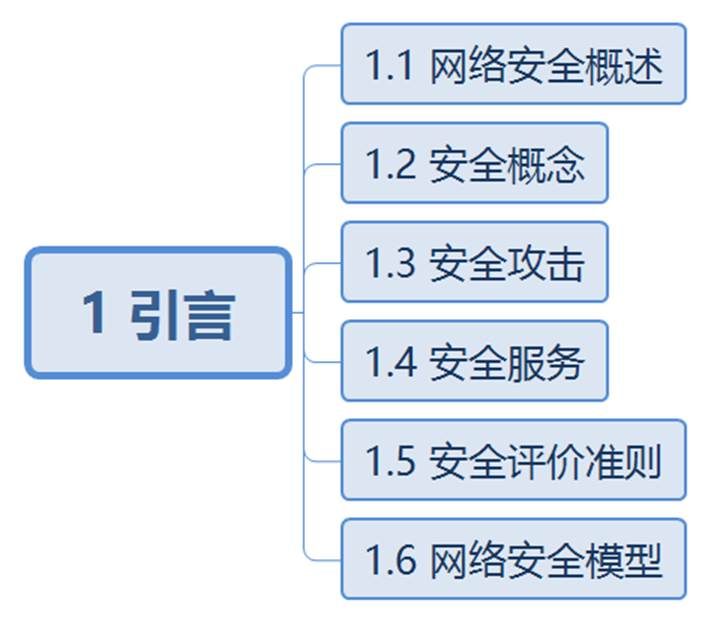 1 引言
1.1 网络安全概述
1.2 安全概念
1.3 安全攻击
1.4 安全服务
1.5 安全评价准则
1.6 网络安全模型